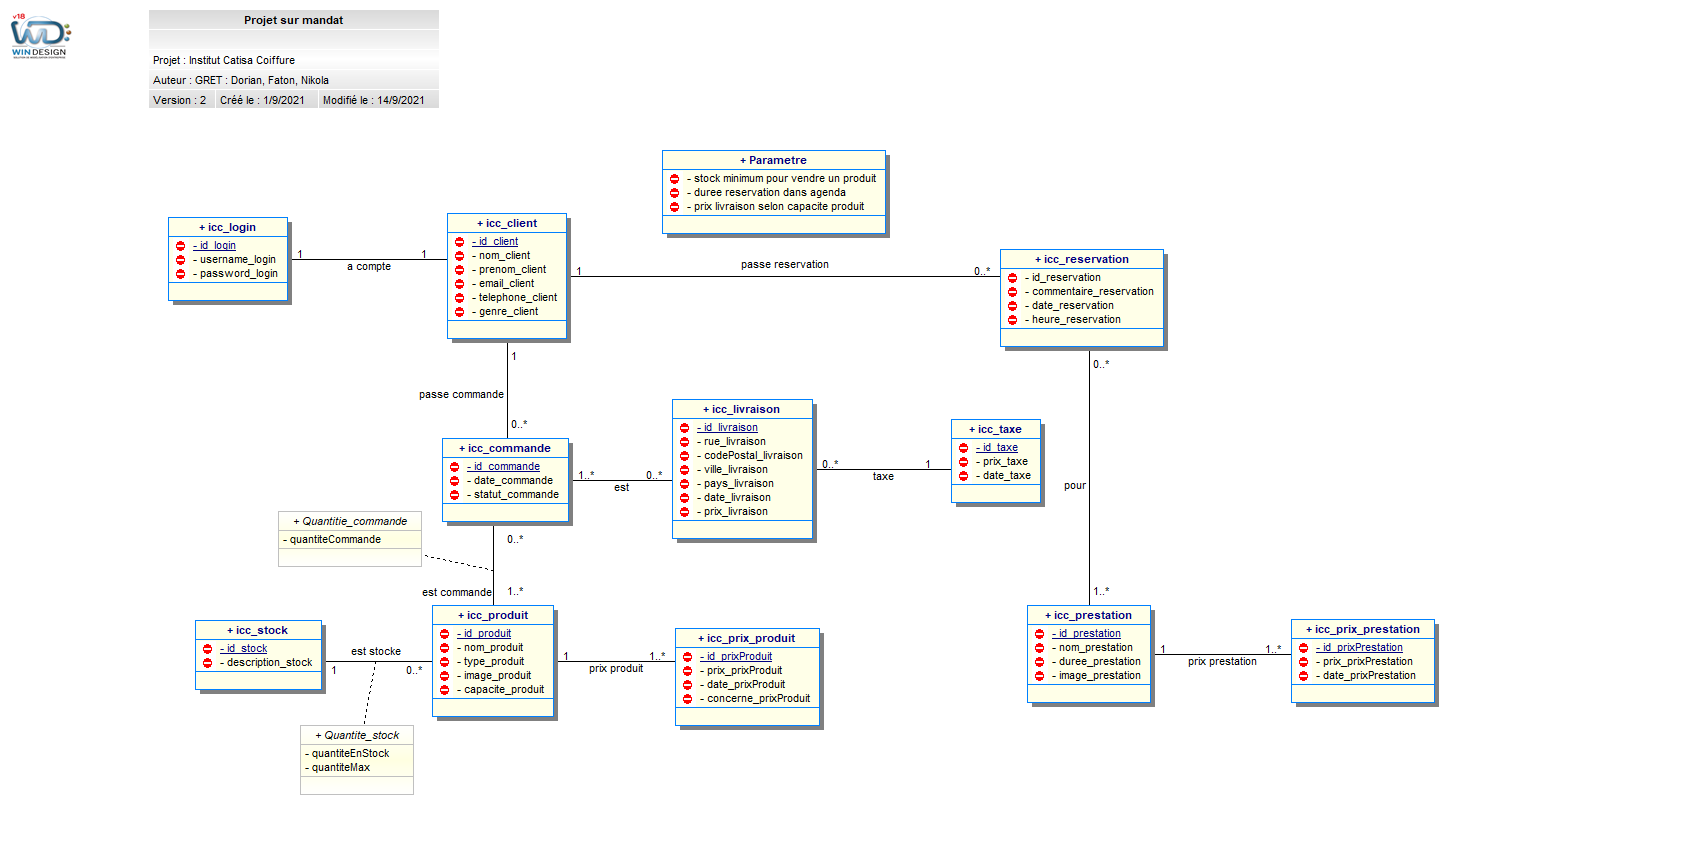 v18
WIN DESIGN
Projet sur mandat
Projet : Institut Catisa Coiffure
Auteur : GRET : Dorian, Faton, Nikola
Version : 2 Créé le : 1/9/2021 Modifié le : 14/9/2021
+ Parametre
- stock minimum pour vendre un produit
- duree reservation dans agenda
- prix livraison selon capacite produit
+ icc_login
- id_login
- username_login
- password_login
1 a compte 1
+ icc_client
- id_client
- nom_client
- prenom_client
- email_client
- telephone_client
- genre_client
1 passe reservation 0..*
+ icc_reservation
- id_reservation
- commentaire_reservation
- date_reservation
- heure_reservation
1
passe commande
0..*
0..*
pour
1..*
+ icc_commande
- id_commande
- date_commande
- statut_commande
1..* est 0..*
+ icc_livraison
- id_livraison
- rue_livraison
- codePostal_livraison
- ville_livraison
- pays_livraison
- date_livraison
- prix_livraison
0..* taxe 1
+ icc_taxe
- id_taxe
- prix_taxe
- date_taxe
+ Quantitie_commande
- quantiteCommande
0..*
est commande
1..*
+ icc_stock
- id_stock
- description_stock
1 est stocke 0..*
+ icc_produit
- id_produit
- nom_produit
- type_produit
- image_produit
- capacite_produit
1 prix produit 1..*
+ icc_prix_produit
- id_prixProduit
- prix_prixProduit
- date_prixProduit
- concerne_prixProduit
+ icc_prestation
- id_prestation
- nom_prestation
- duree_prestation
- image_prestation
1 prix prestation 1..*
+ icc_prix_prestation
- id_prixPrestation
- prix_prixPrestation
- date_prixPrestation
+ Quantite_stock
- quantiteEnStock
- quantiteMax